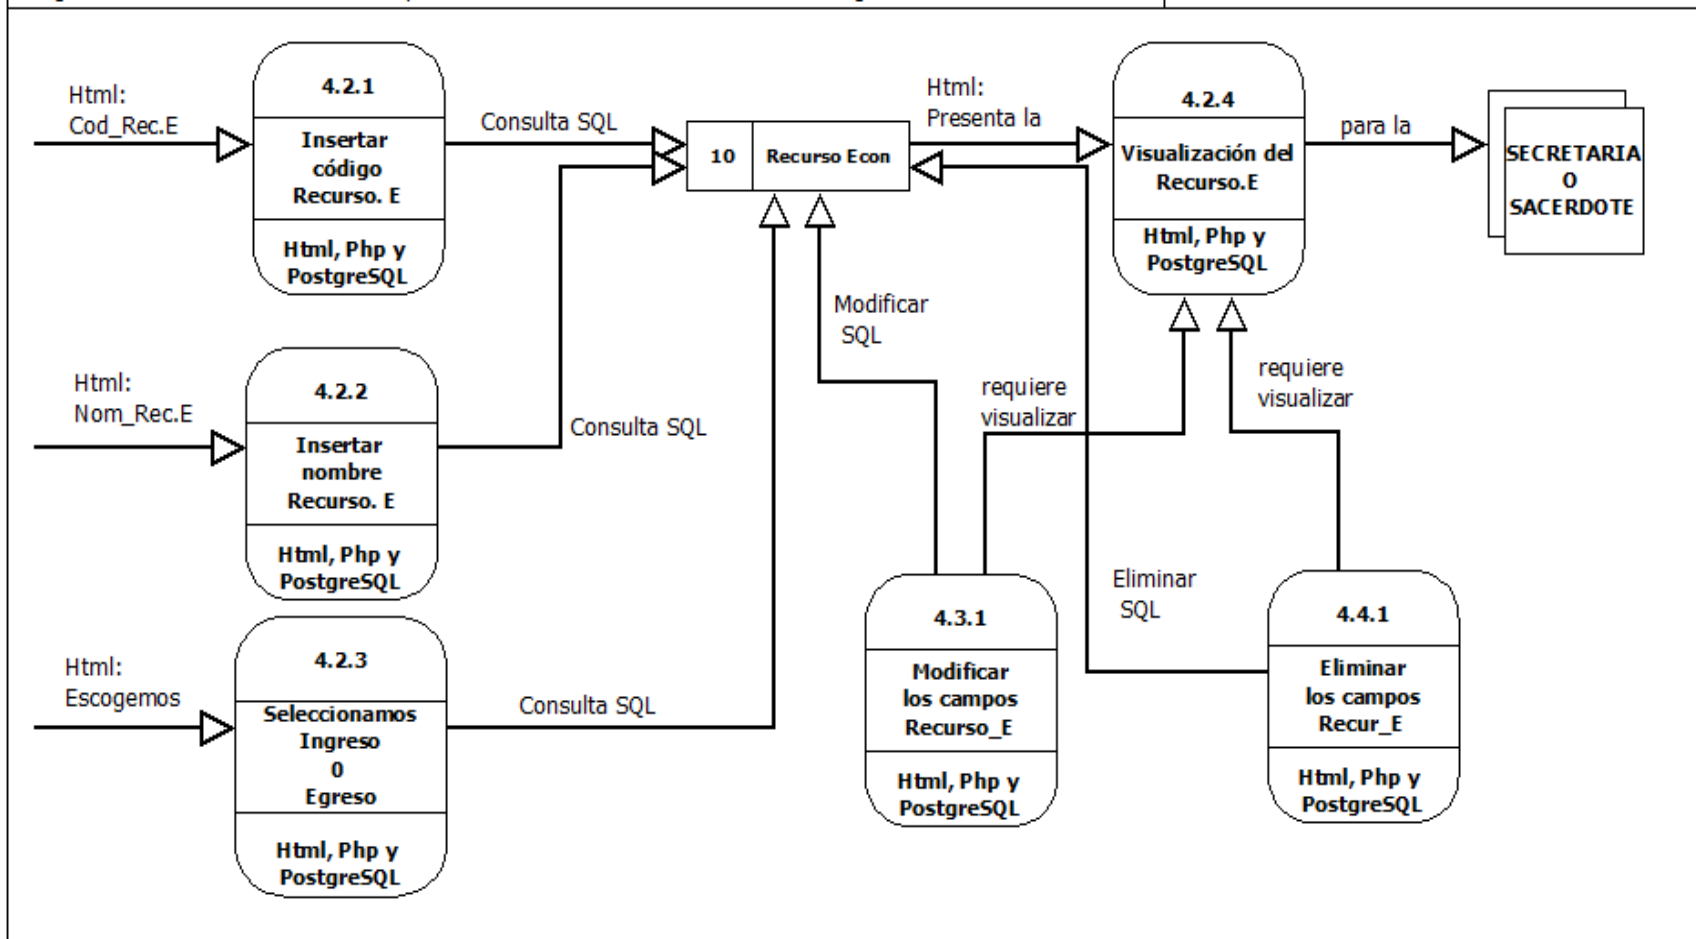 Html:
Cod_Rec.E
4.2.1
Insertar
código
Recurso. E
Html, Php y
PostgreSQL
Consulta SQL
10
Recurso Econ
Html:
Presenta la
4.2.4
Visualización del
Recurso.E
Html, Php y
PostgreSQL
para la
SECRETARIA
O
SACERDOTE
Html:
Nom_Rec.E
4.2.2
Insertar
nombre
Recurso. E
Html, Php y
PostgreSQL
Consulta SQL
Modificar
SQL
requiere
visualizar
requiere
visualizar
Html:
Escogemos
4.2.3
Seleccionamos
Ingreso
0
Egreso
Html, Php y
PostgreSQL
Consulta SQL
4.3.1
Modificar
los campos
Recurso_E
Html, Php y
PostgreSQL
Eliminar
SQL
4.4.1
Eliminar
los campos
Recur_E
Html, Php y
PostgreSQL